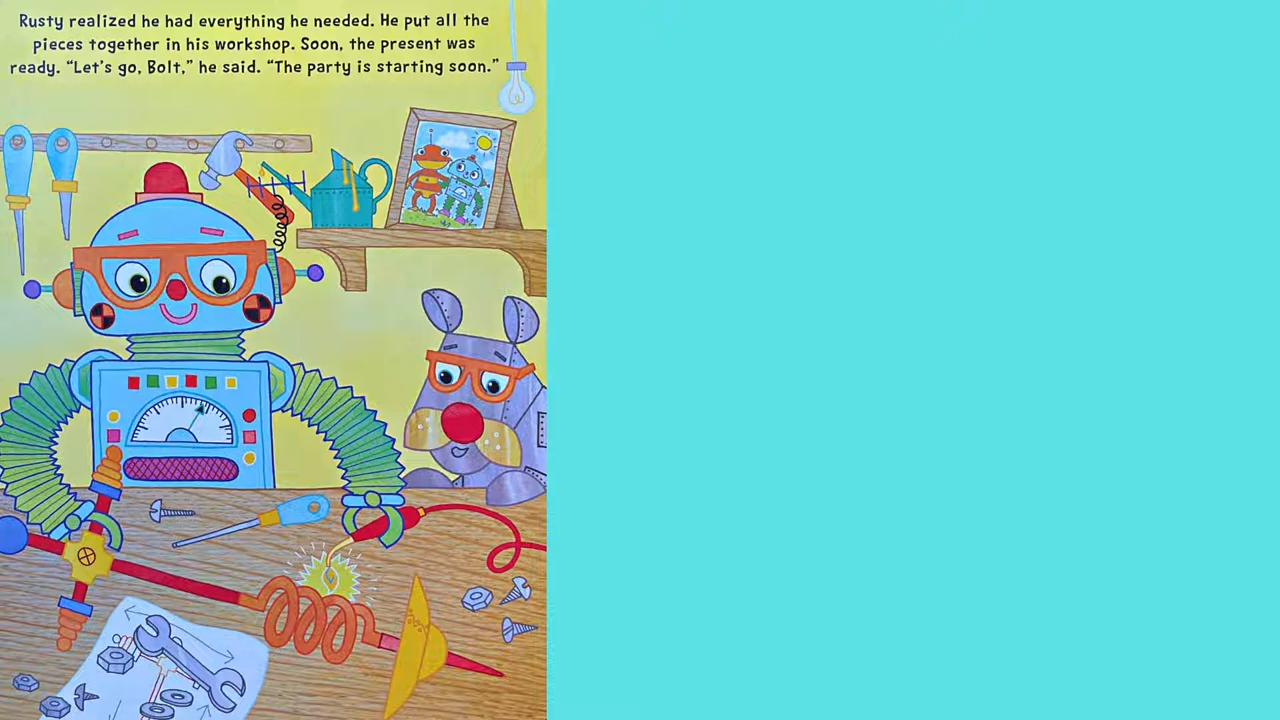 Rusty realized he had everything he needed. He put all the
pieces together in his workshop. Soon, the present was
ready. “Let’s go, Bolt,” he said. “The party is starting soon.”